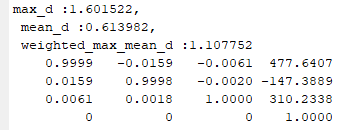 max_d :1.601522,
mean_d :0.613982,
weighted_max_mean_d :1.107752
0.9999 -0.0159 -0.0061 477.6407
0.0159 0.9998 -0.0020 -147.3889
0.0061 0.0018 1.0000 310.2338
0 0 0 1.0000